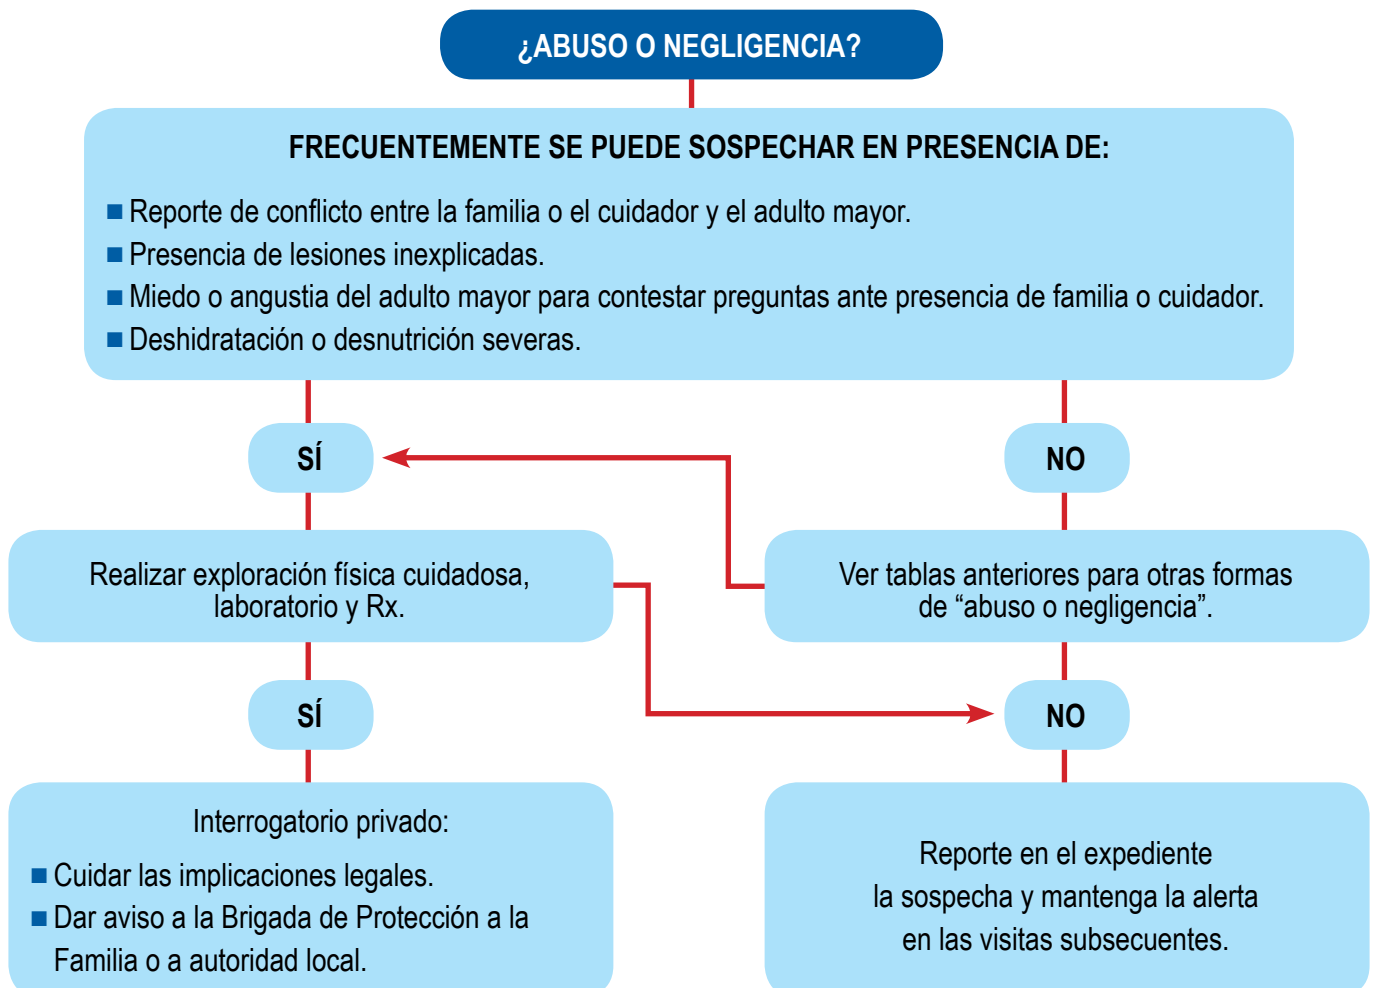 ¿ABUSO O NEGLIGENCIA?
FRECUENTEMENTE SE PUEDE SOSPECHAR EN PRESENCIA DE:
Reporte de conflicto entre la familia o el cuidador y el adulto mayor.
Presencia de lesiones inexplicadas.
Miedo o angustia del adulto mayor para contestar preguntas ante presencia de familia o cuidador.
Deshidratación o desnutrición severas.
SÍ
NO
Realizar exploración física cuidadosa,
laboratorio y Rx.
Ver tablas anteriores para otras formas
de “abuso o negligencia”.
SÍ
NO
Interrogatorio privado:
Cuidar las implicaciones legales.
Dar aviso a la Brigada de Protección a la
Familia o a autoridad local.
Reporte en el expediente
la sospecha y mantenga la alerta
en las visitas subsecuentes.